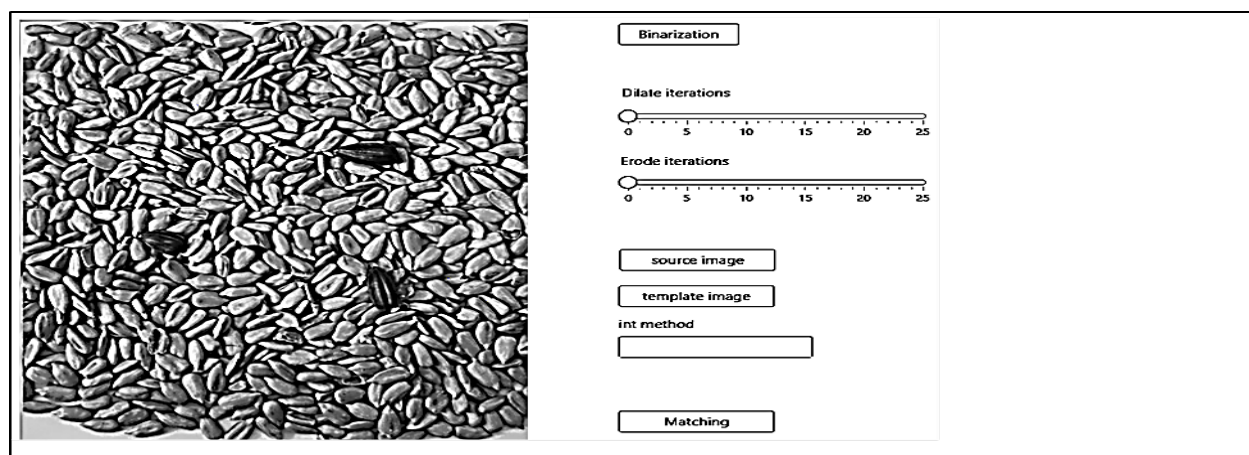 Binarization
Dilate iterations
0 5 10 15 20 25
Erode iterations
0 5 10 15 20 25
source image
template image
int method
Matching